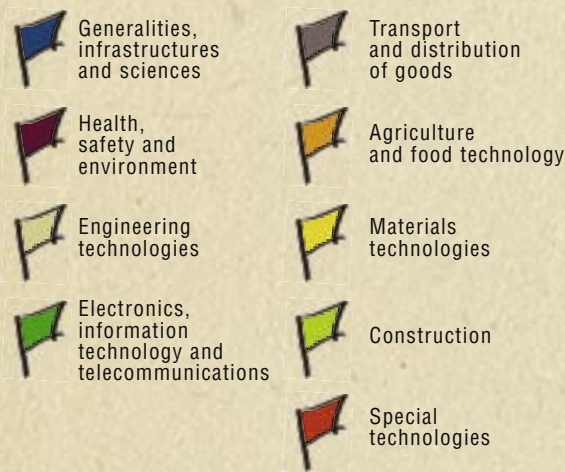 Generalities,
infrastructures
and sciences
Health,
safety and
environment
Engineering
technologies
Electronics,
information
technology and
telecommunications
Transport
and distribution
of goods
Agriculture
and food technology
Materials
technologies
Construction
Special
technologies